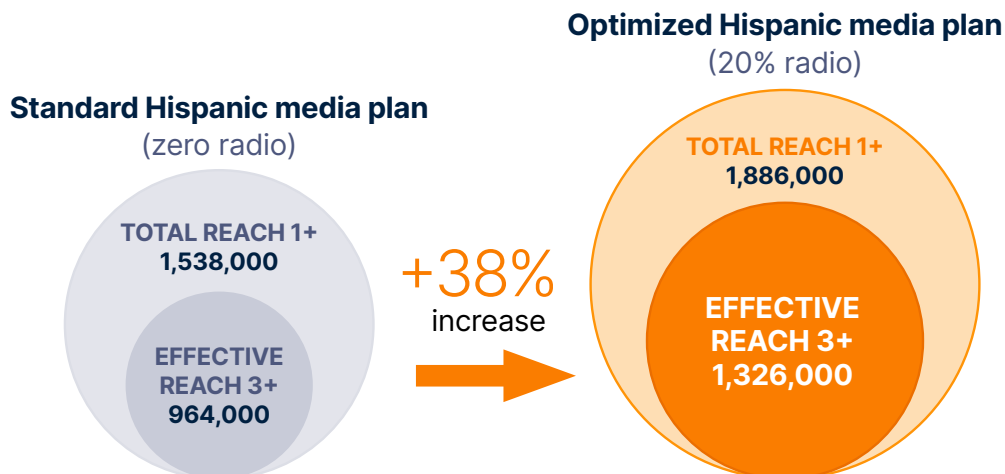 Standard Hispanic media plan
(zero radio)
TOTAL REACH 1+
1,538,000
EFFECTIVE
REACH 3+
964,000
+38%
increase
Optimized Hispanic media plan
(20% radio)
TOTAL REACH 1+
1,886,000
EFFECTIVE
REACH 3+
1,326,000